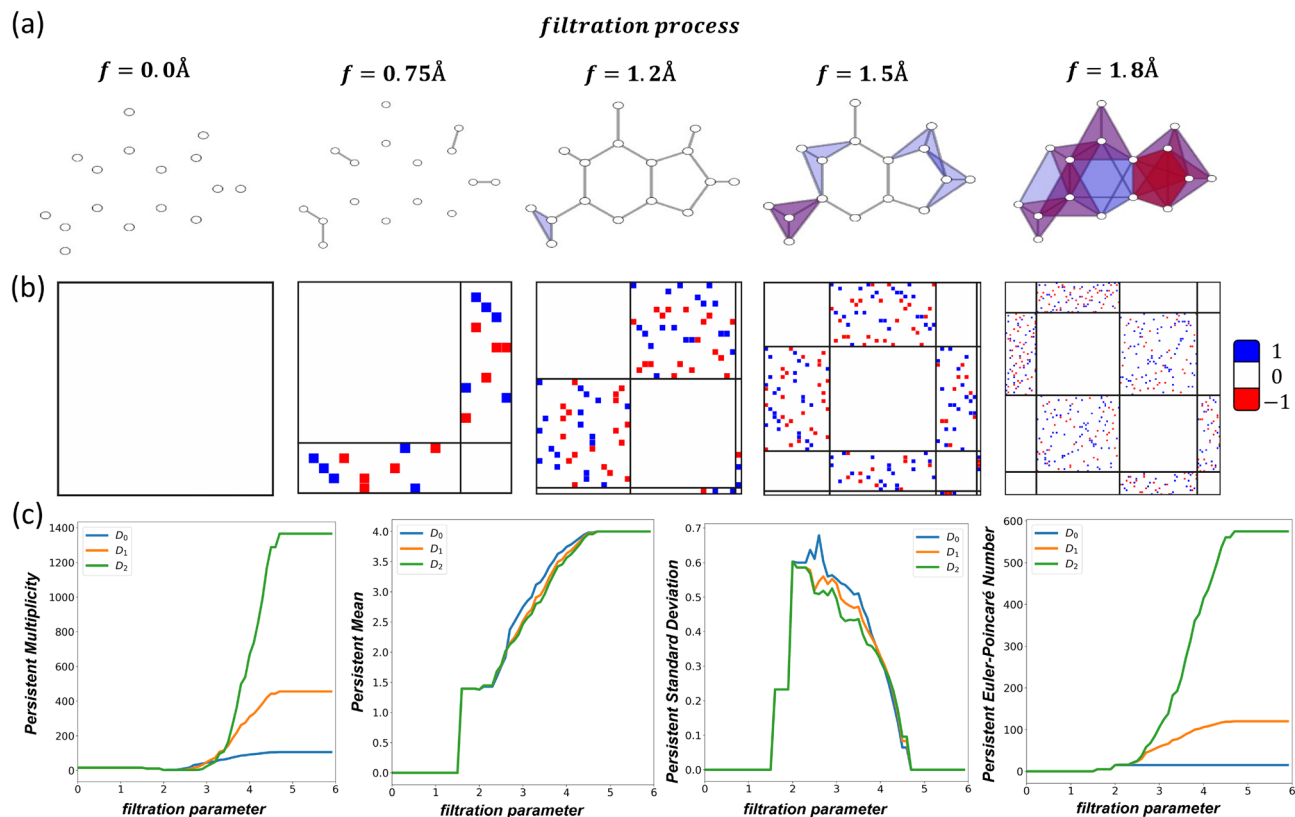 (a)
filtration process
f = 0.0Å
f = 0.75Å
f = 1.2Å
f = 1.5Å
f = 1.8Å
(b)
1
0
−1
(c)
Persistent Multiplicity
1400
1200
1000
800
600
400
200
0
D₀
D₁
D₂
0 1 2 3 4 5 6
filtration parameter
Persistent Mean
4.0
3.5
3.0
2.5
2.0
1.5
1.0
0.5
0.0
D₀
D₁
D₂
0 1 2 3 4 5 6
filtration parameter
Persistent Standard Deviation
0.7
0.6
0.5
0.4
0.3
0.2
0.1
0.0
D₀
D₁
D₂
0 1 2 3 4 5 6
filtration parameter
Persistent Euler-Poincaré Number
600
500
400
300
200
100
0
D₀
D₁
D₂
0 1 2 3 4 5 6
filtration parameter